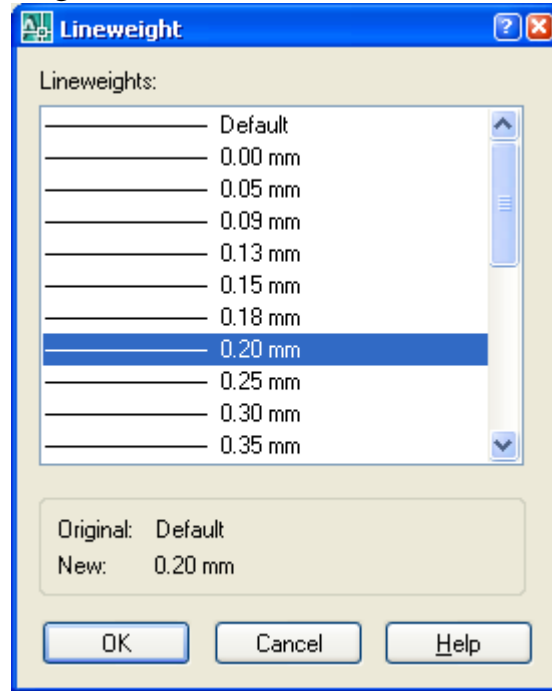 Lineweight
Lineweights:
Default
0.00 mm
0.05 mm
0.09 mm
0.13 mm
0.15 mm
0.18 mm
0.20 mm
0.25 mm
0.30 mm
0.35 mm
Original: Default
New: 0.20 mm
OK Cancel Help